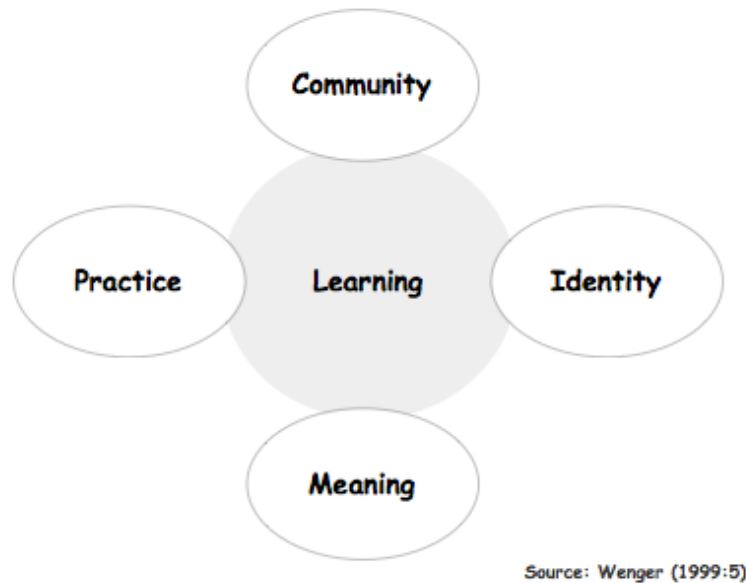 Community
Practice
Learning
Identity
Meaning
Source: Wenger (1999:5)